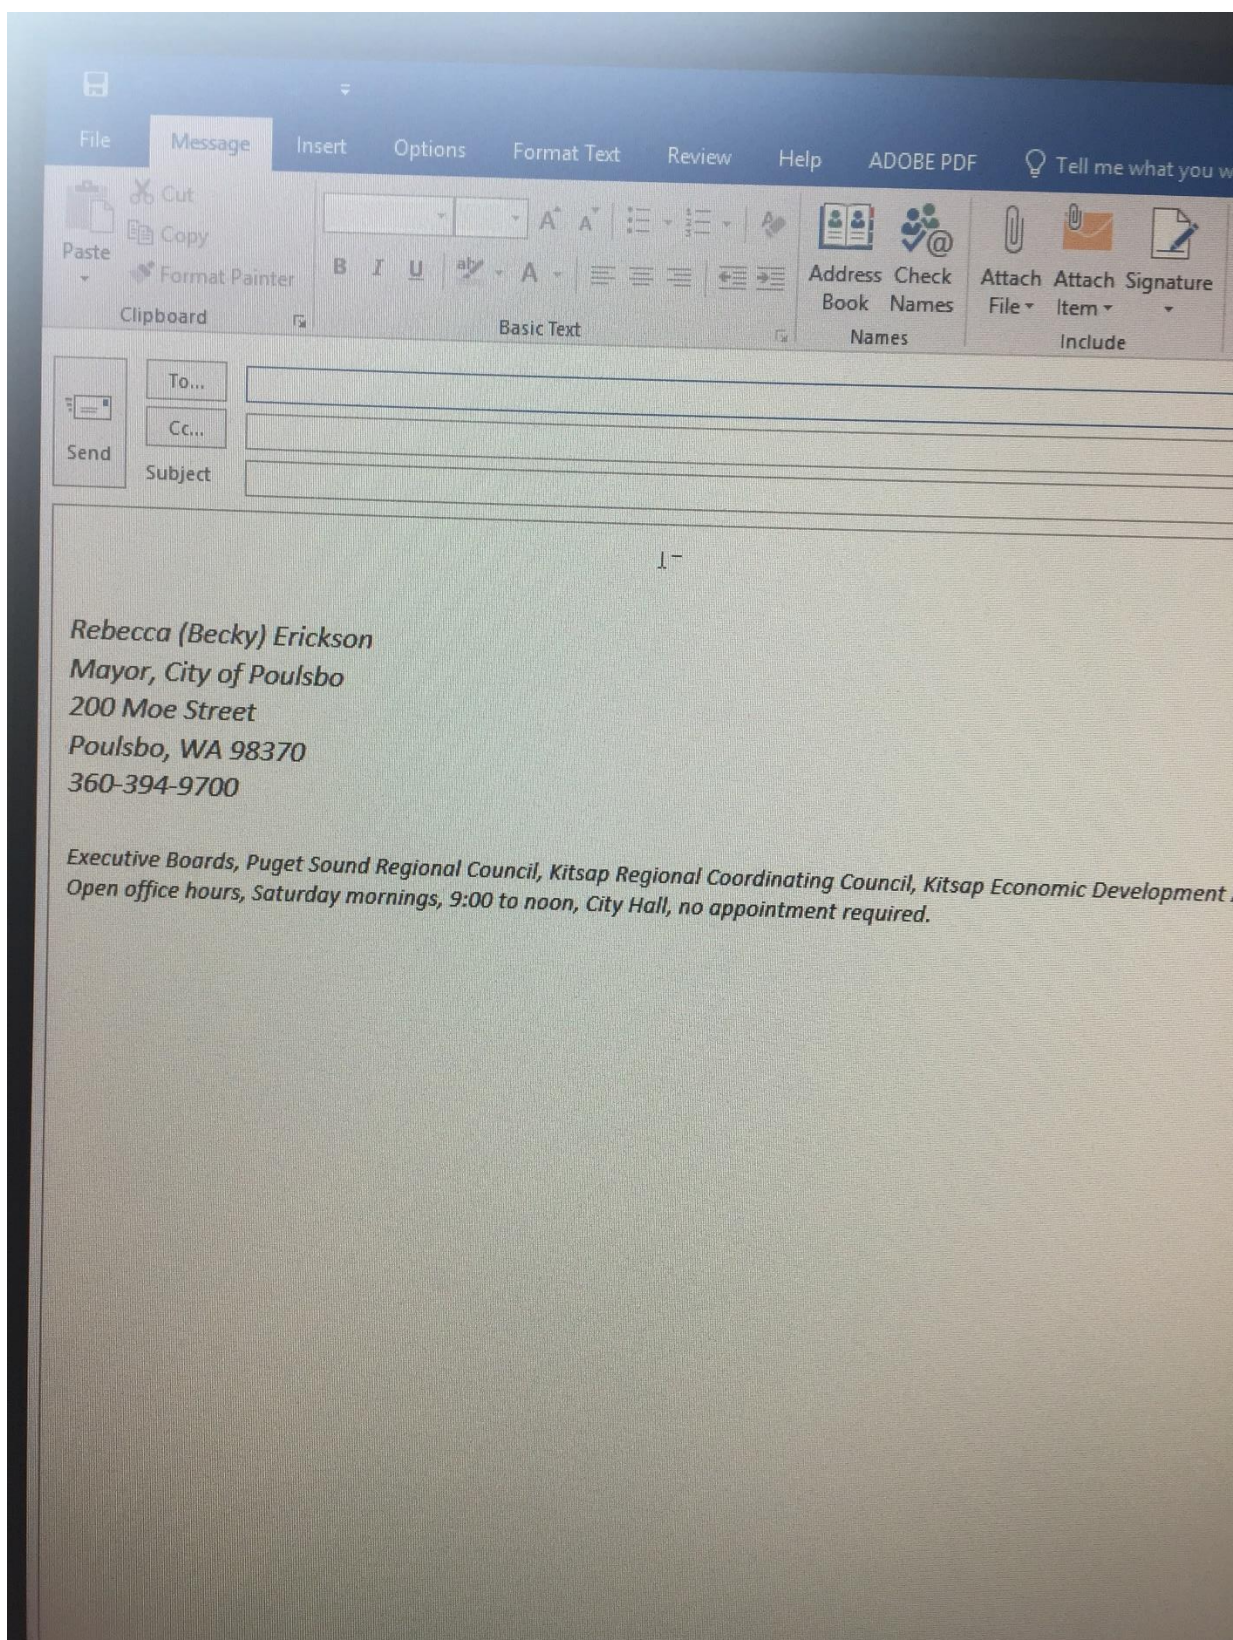 File Message Insert Options Format Text Review Help ADOBE PDF Tell me what you w
Paste
Cut
Copy
Format Painter
Clipboard
B I U
Basic Text
Address Book
Check Names
Names
Attach File
Attach Item
Signature
Include
Send
To...
Cc...
Subject
Rebecca (Becky) Erickson
Mayor, City of Poulsbo
200 Moe Street
Poulsbo, WA 98370
360-394-9700
Executive Boards, Puget Sound Regional Council, Kitsap Regional Coordinating Council, Kitsap Economic Development
Open office hours, Saturday mornings, 9:00 to noon, City Hall, no appointment required.